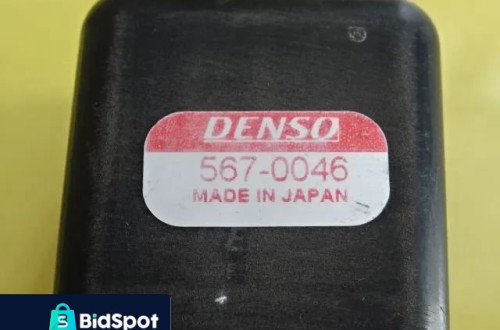 DENSO
567-0046
MADE IN JAPAN
BidSpot